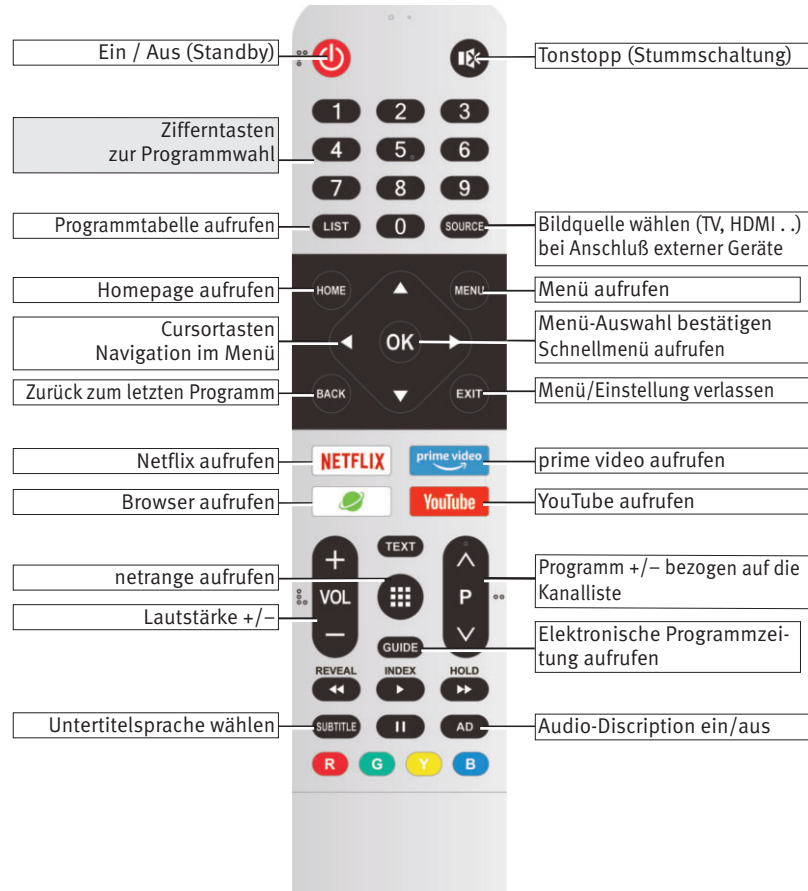 Ein / Aus (Standby)
Tonstopp (Stummschaltung)
1 2 3
Zifferntasten
zur Programmwahl
4 5 6
7 8 9
Programmtabelle aufrufen
LIST 0 SOURCE
Bildquelle wählen (TV, HDMI . .)
bei Anschluß externer Geräte
Homepage aufrufen
HOME MENU
Menü aufrufen
Cursortasten
Navigation im Menü
OK
Menü-Auswahl bestätigen
Schnellmenü aufrufen
Zurück zum letzten Programm
BACK EXIT
Menü/Einstellung verlassen
Netflix aufrufen
NETFLIX prime video
prime video aufrufen
Browser aufrufen
YouTube
YouTube aufrufen
TEXT
netrange aufrufen
+
VOL
–
P
Programm +/– bezogen auf die
Kanalliste
Lautstärke +/–
GUIDE
Elektronische Programmzei-
tung aufrufen
REVEAL INDEX HOLD
Untertitelsprache wählen
SUBTITLE AD
Audio-Discription ein/aus
R G Y B